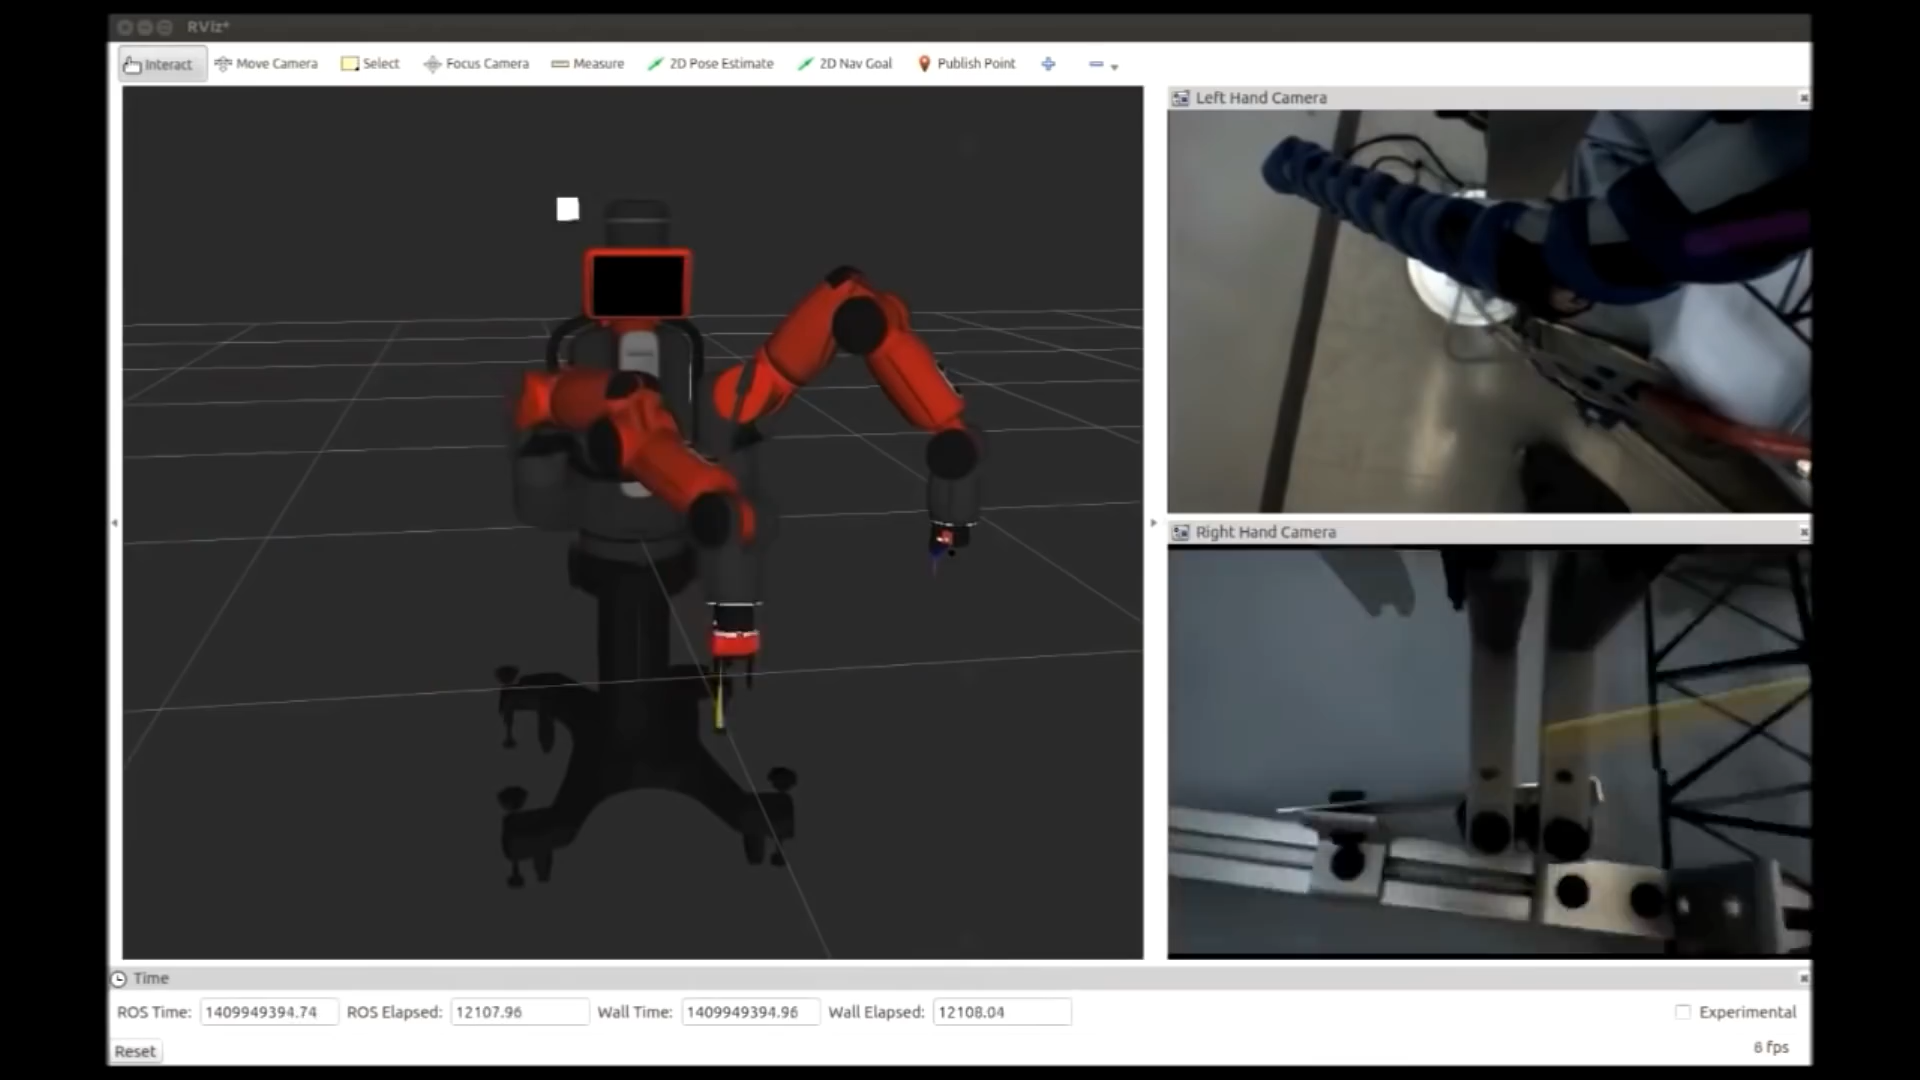 RViz*
Interact Move Camera Select Focus Camera Measure 2D Pose Estimate 2D Nav Goal Publish Point
Left Hand Camera
Right Hand Camera
Time
ROS Time: 1409949394.74 ROS Elapsed: 12107.96 Wall Time: 1409949394.96 Wall Elapsed: 12108.04 Experimental
Reset 6 fps